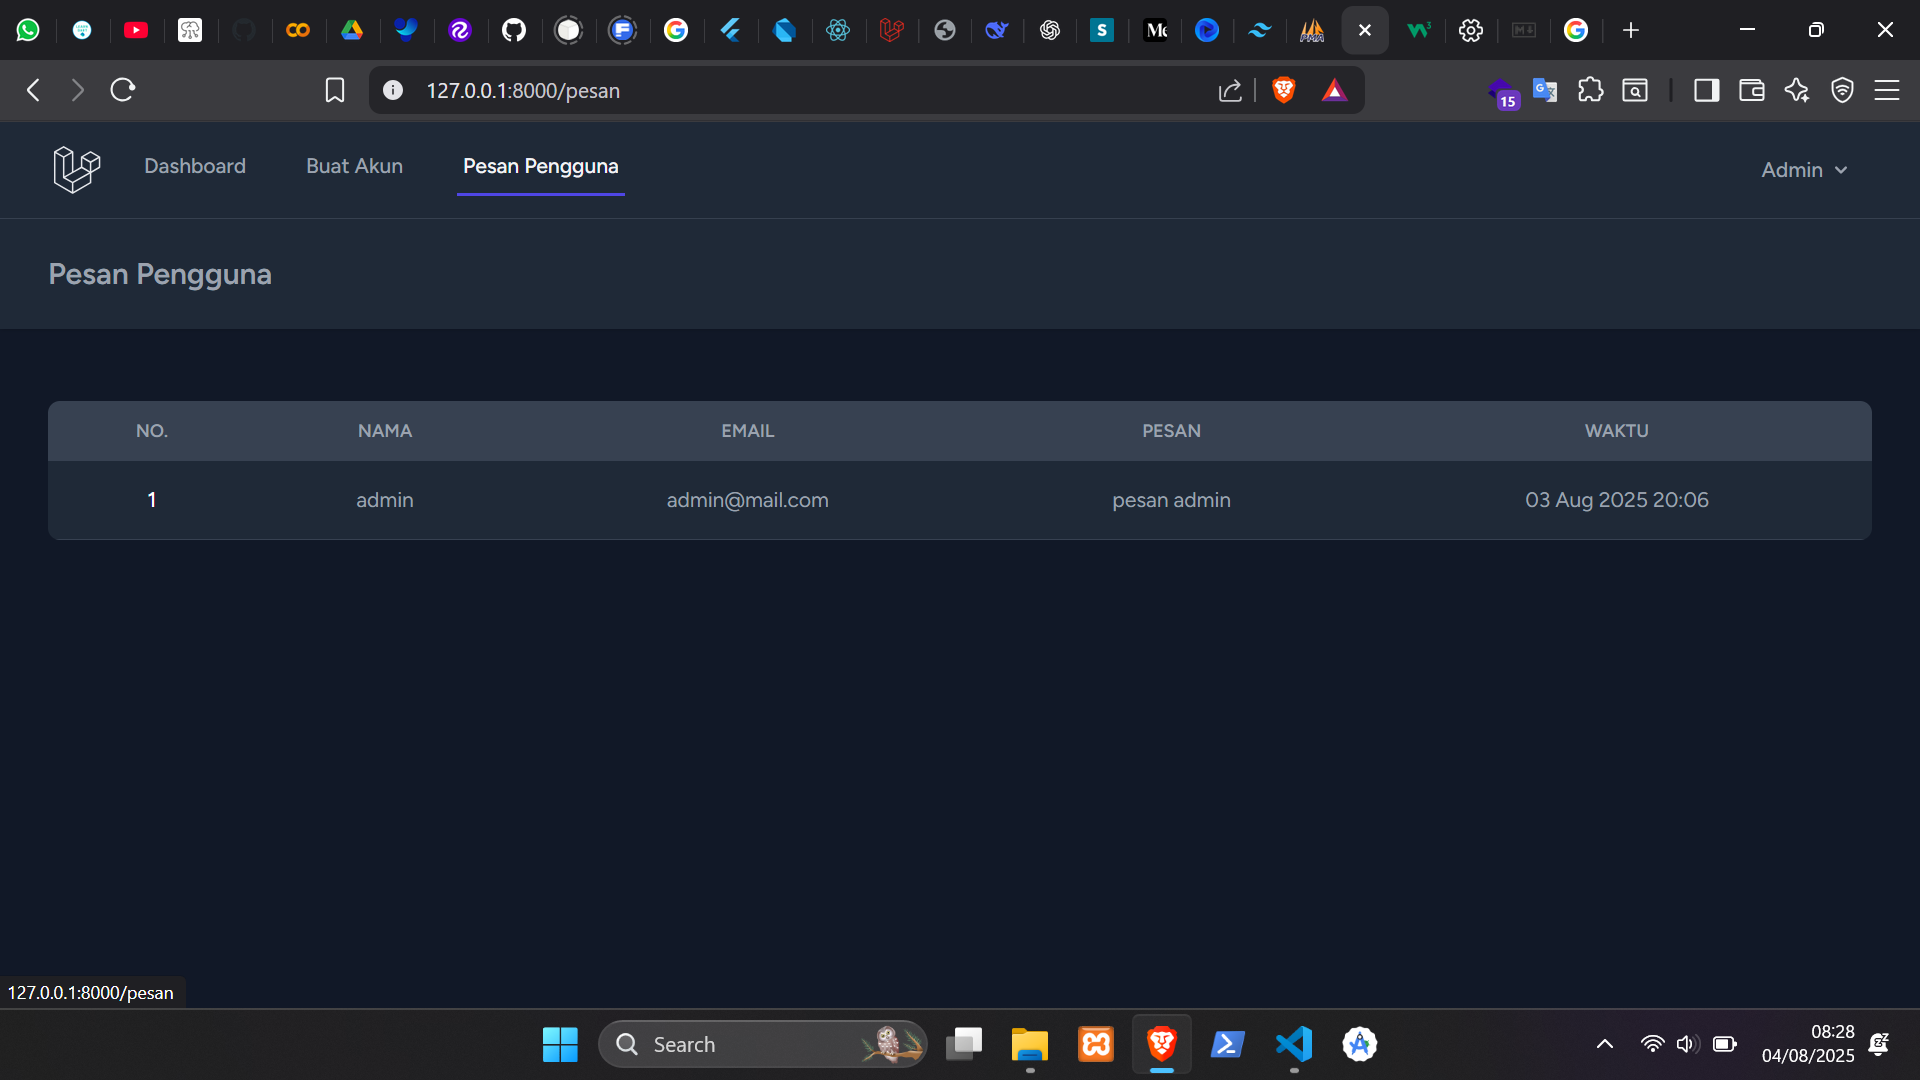 127.0.0.1:8000/pesan
15
Dashboard
Buat Akun
Pesan Pengguna
Admin
Pesan Pengguna
NO. NAMA EMAIL PESAN WAKTU
1 admin admin@mail.com pesan admin 03 Aug 2025 20:06
127.0.0.1:8000/pesan
Search
08:28
04/08/2025